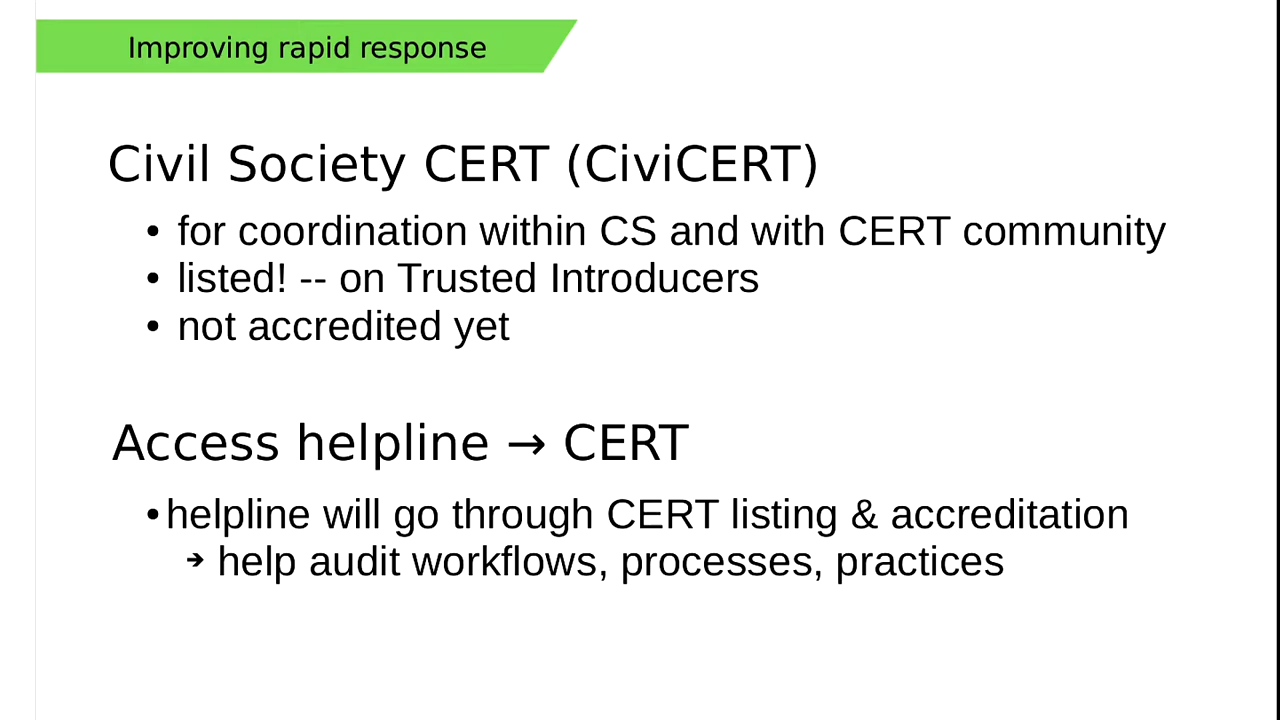 Improving rapid response
Civil Society CERT (CiviCERT)
• for coordination within CS and with CERT community
• listed! -- on Trusted Introducers
• not accredited yet
Access helpline → CERT
• helpline will go through CERT listing & accreditation
➔ help audit workflows, processes, practices